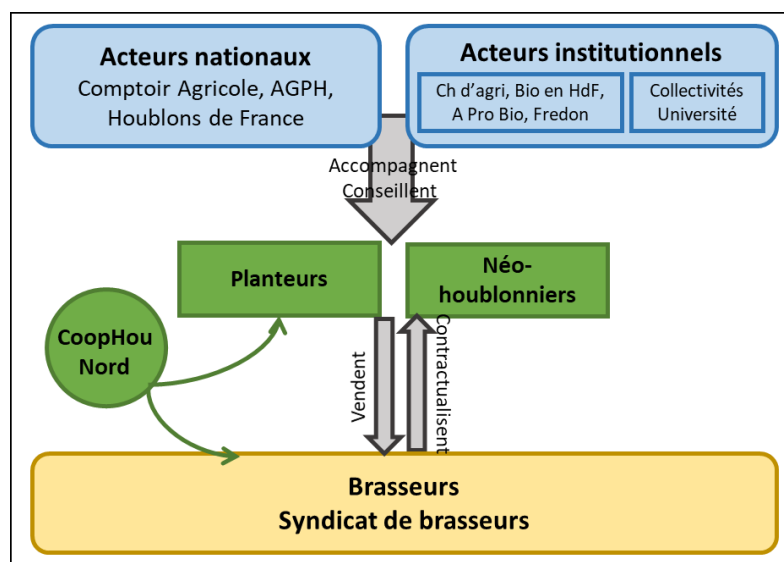 Acteurs nationaux
Comptoir Agricole, AGPH,
Houblons de France
Acteurs institutionnels
Ch d'agri, Bio en HdF,
A Pro Bio, Fredon
Collectivités
Université
Accompagnent
Conseillent
Planteurs
Néo-
houblonniers
CoopHou
Nord
Vendent
Contractualisent
Brasseurs
Syndicat de brasseurs